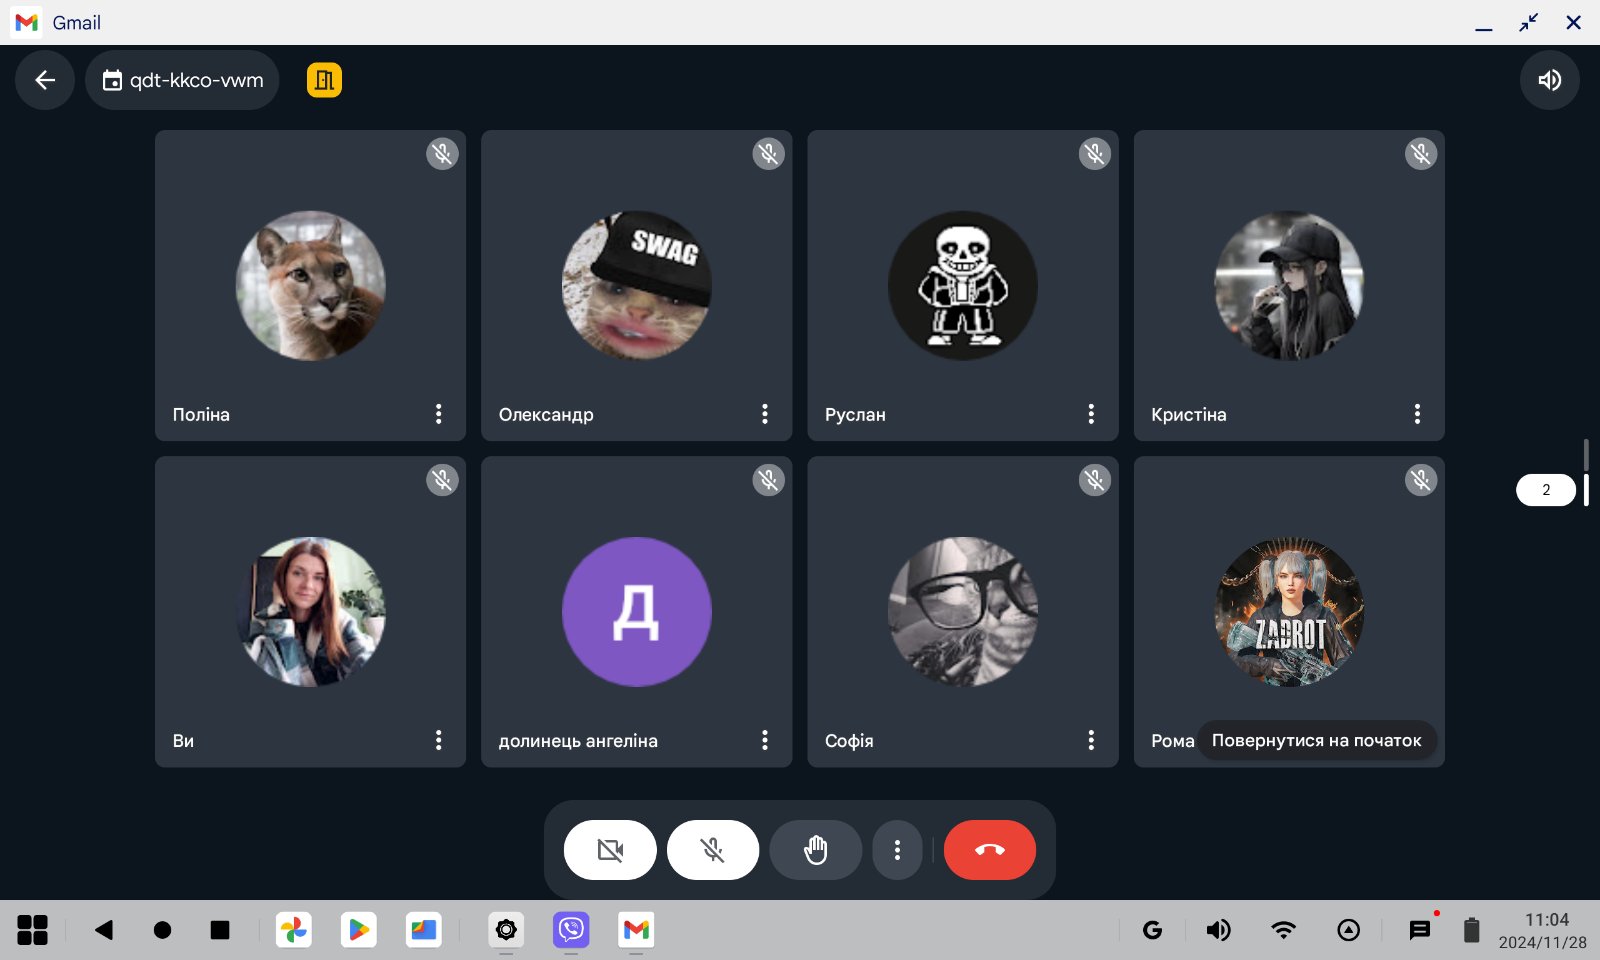 Gmail
qdt-kkco-vwm
SWAG
Поліна
Олександр
Руслан
Кристіна
2
Д
ZADROT
Ви
долинець ангеліна
Софія
Рома
Повернутися на початок
G
11:04
2024/11/28